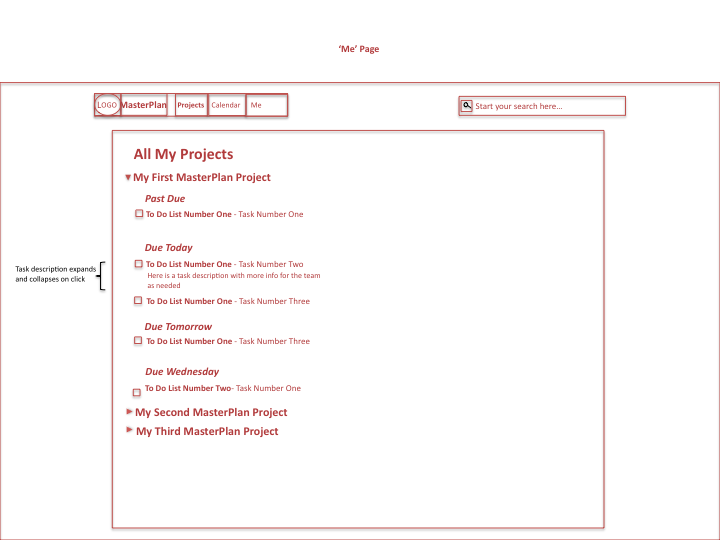 ‘Me’ Page
LOGO MasterPlan Projects Calendar Me
Start your search here...
All My Projects
My First MasterPlan Project
Past Due
To Do List Number One - Task Number One
Due Today
To Do List Number One - Task Number Two
Here is a task description with more info for the team
as needed
Task description expands
and collapses on click
To Do List Number One - Task Number Three
Due Tomorrow
To Do List Number One - Task Number Three
Due Wednesday
To Do List Number Two- Task Number One
My Second MasterPlan Project
My Third MasterPlan Project